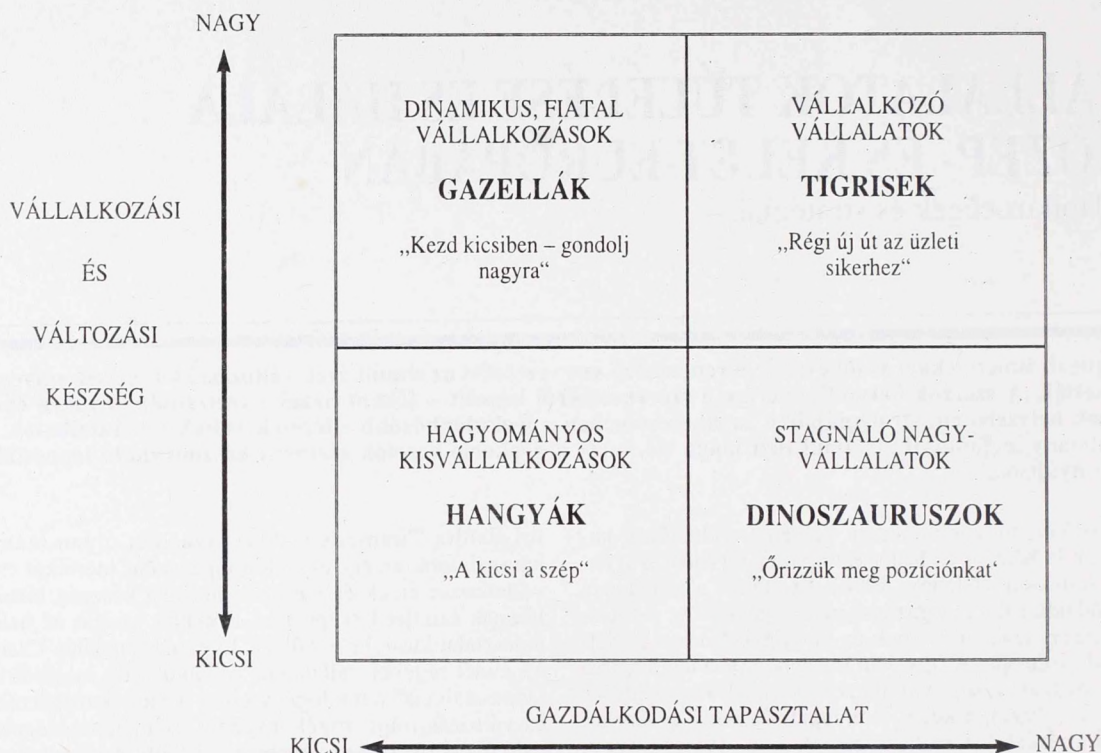 NAGY
VÁLLALKOZÁSI
ÉS
VÁLTOZÁSI
KÉSZSÉG
KICSI
DINAMIKUS, FIATAL
VÁLLALKOZÁSOK
GAZELLÁK
„Kezd kicsiben – gondolj
nagyra“
VÁLLALKOZÓ
VÁLLALATOK
TIGRISEK
„Régi új út az üzleti
sikerhez“
HAGYOMÁNYOS
KISVÁLLALKOZÁSOK
HANGYÁK
„A kicsi a szép“
STAGNÁLÓ NAGY-
VÁLLALATOK
DINOSZAURUSZOK
„Őrizzük meg pozíciónkat‘
GAZDÁLKODÁSI TAPASZTALAT
KICSI NAGY